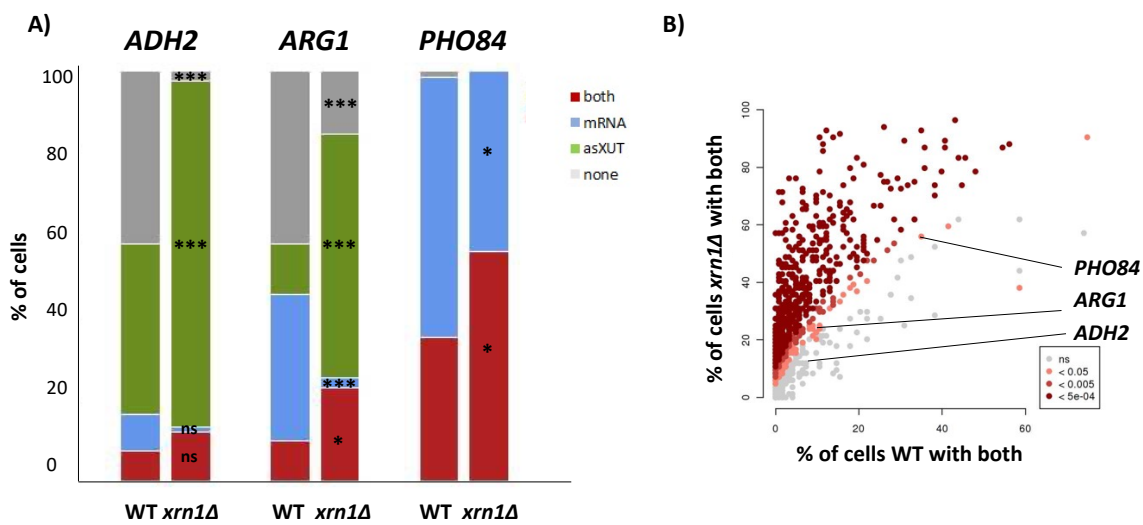 A)
ADH2 ARG1 PHO84
% of cells
100
80
60
40
20
0
***
***
ns
ns
***
***
***
*
*
*
WT xrn1Δ WT xrn1Δ WT xrn1Δ
both
mRNA
asXUT
none
B)
% of cells xrn1Δ with both
100
80
60
40
20
0
0 20 40 60
% of cells WT with both
PHO84
ARG1
ADH2
ns
< 0.05
< 0.005
< 5e-04